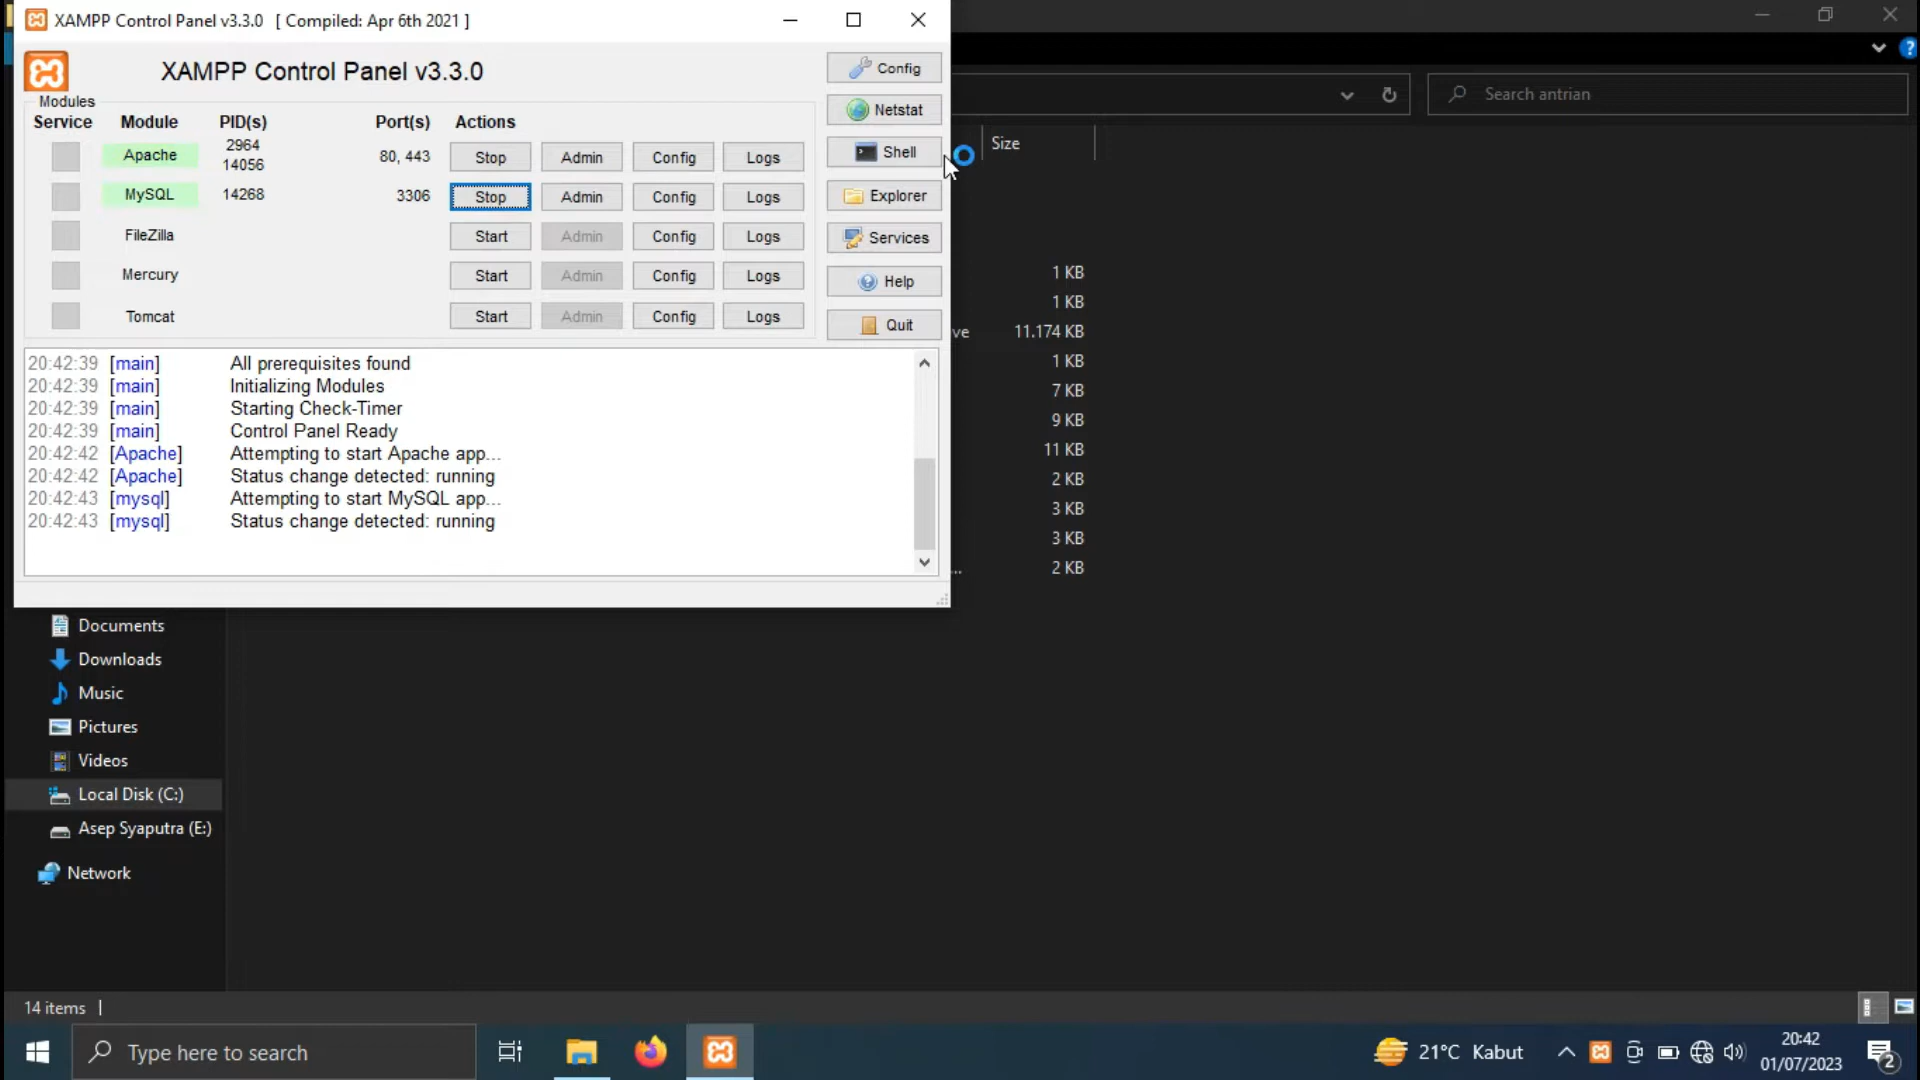 XAMPP Control Panel v3.3.0 [ Compiled: Apr 6th 2021 ]
XAMPP Control Panel v3.3.0
Config
Modules
Service Module PID(s) Port(s) Actions
Netstat
Apache 2964 14056 80, 443 Stop Admin Config Logs
Shell
MySQL 14268 3306 Stop Admin Config Logs
Explorer
FileZilla Start Admin Config Logs
Services
Mercury Start Admin Config Logs
Help
Tomcat Start Admin Config Logs
Quit
20:42:39 [main] All prerequisites found
20:42:39 [main] Initializing Modules
20:42:39 [main] Starting Check-Timer
20:42:39 [main] Control Panel Ready
20:42:42 [Apache] Attempting to start Apache app...
20:42:42 [Apache] Status change detected: running
20:42:43 [mysql] Attempting to start MySQL app...
20:42:43 [mysql] Status change detected: running
Search antrian
Size
1 KB
1 KB
ve 11.174 KB
1 KB
7 KB
9 KB
11 KB
2 KB
3 KB
3 KB
... 2 KB
Documents
Downloads
Music
Pictures
Videos
Local Disk (C:)
Asep Syaputra (E:)
Network
14 items
Type here to search
21°C Kabut
20:42
01/07/2023
2